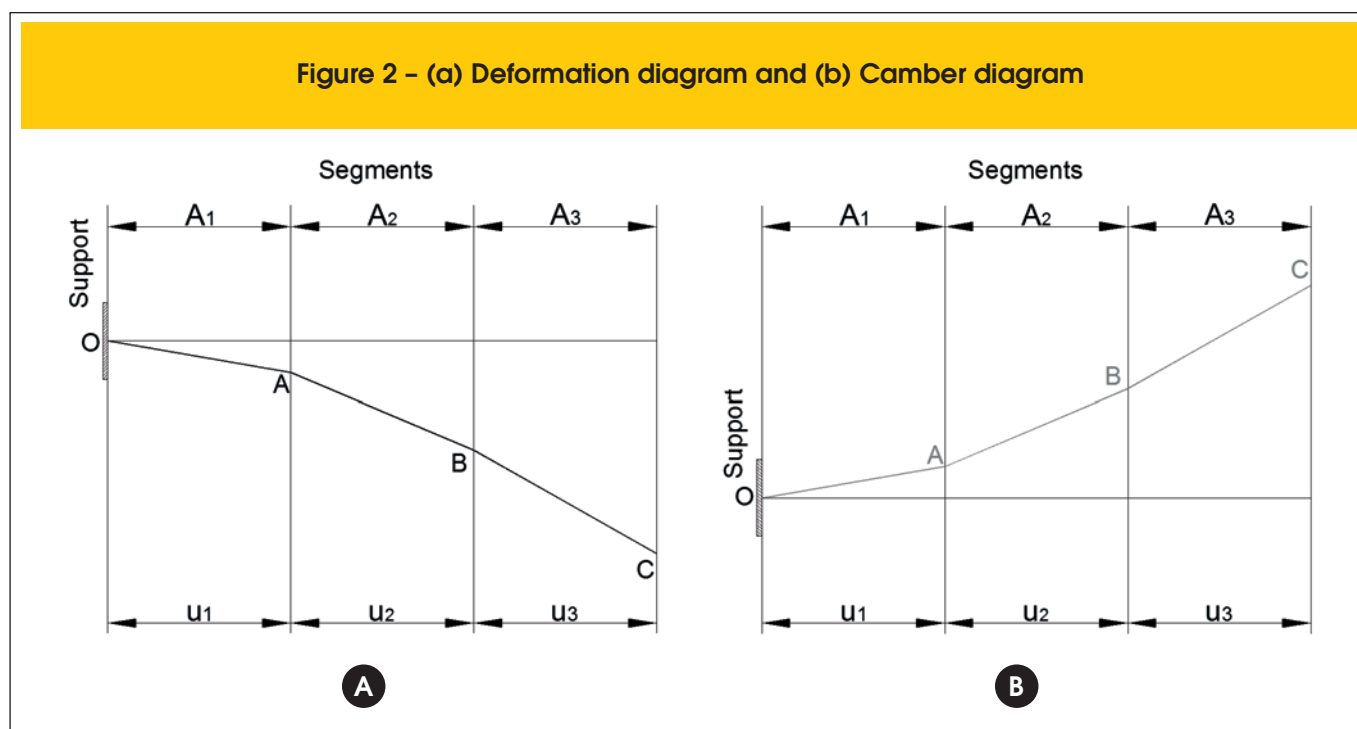 Figure 2 – (a) Deformation diagram and (b) Camber diagram
Segments
A1 A2 A3
Support
O
A
B
C
u1 u2 u3
A
Segments
A1 A2 A3
Support
C
B
A
O
u1 u2 u3
B